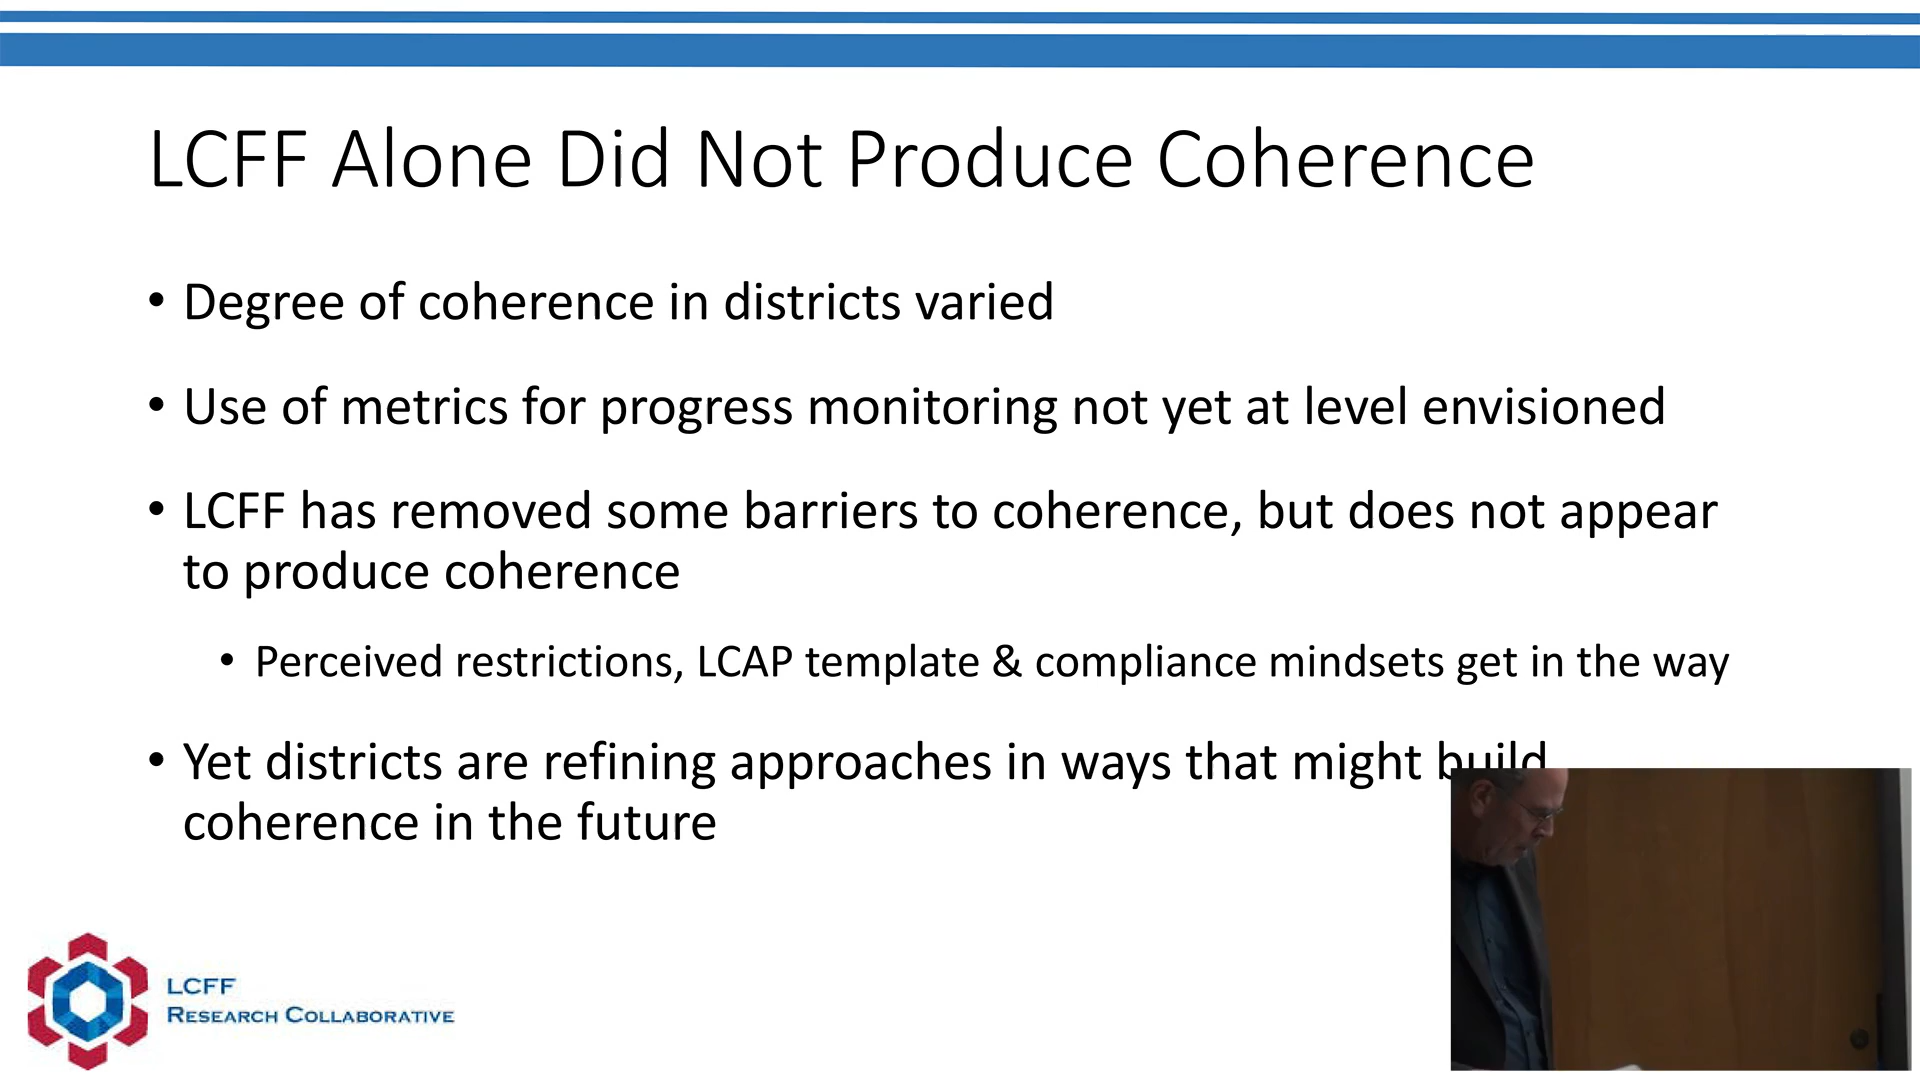 LCFF Alone Did Not Produce Coherence
• Degree of coherence in districts varied
• Use of metrics for progress monitoring not yet at level envisioned
• LCFF has removed some barriers to coherence, but does not appear
to produce coherence
• Perceived restrictions, LCAP template & compliance mindsets get in the way
• Yet districts are refining approaches in ways that might build
coherence in the future
LCFF
RESEARCH COLLABORATIVE